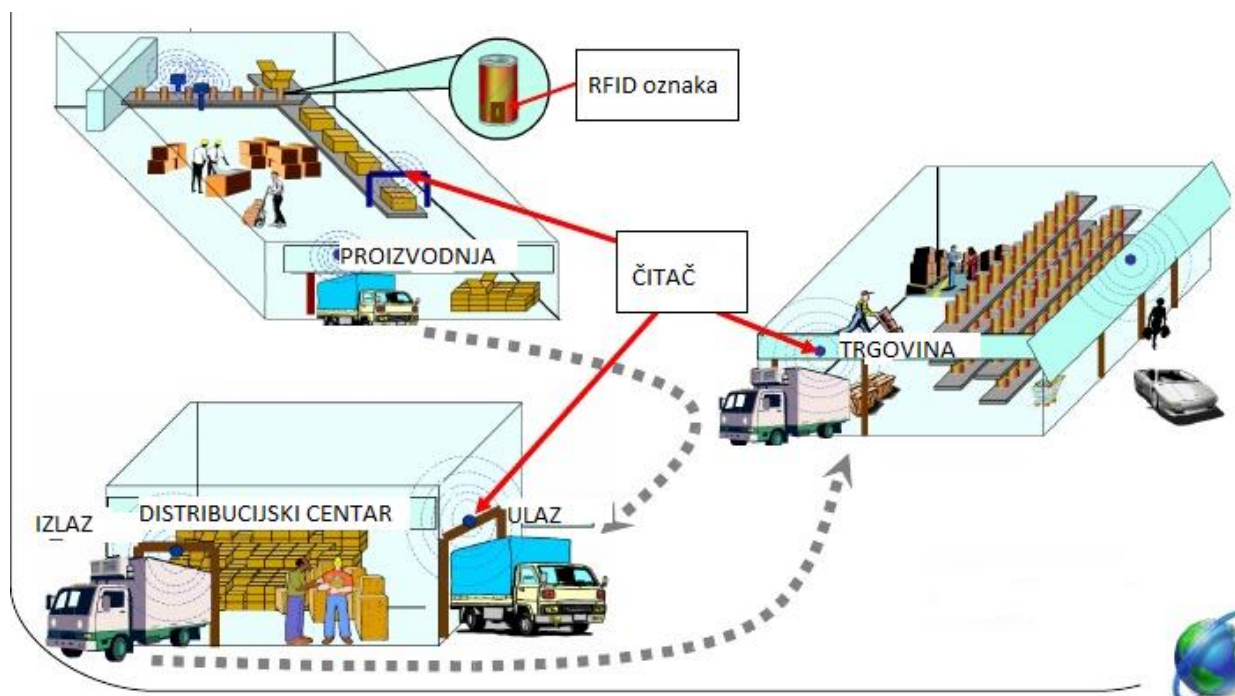 RFID oznaka
PROIZVODNJA
ČITAČ
TRGOVINA
IZLAZ
DISTRIBUCIJSKI CENTAR
ULAZ